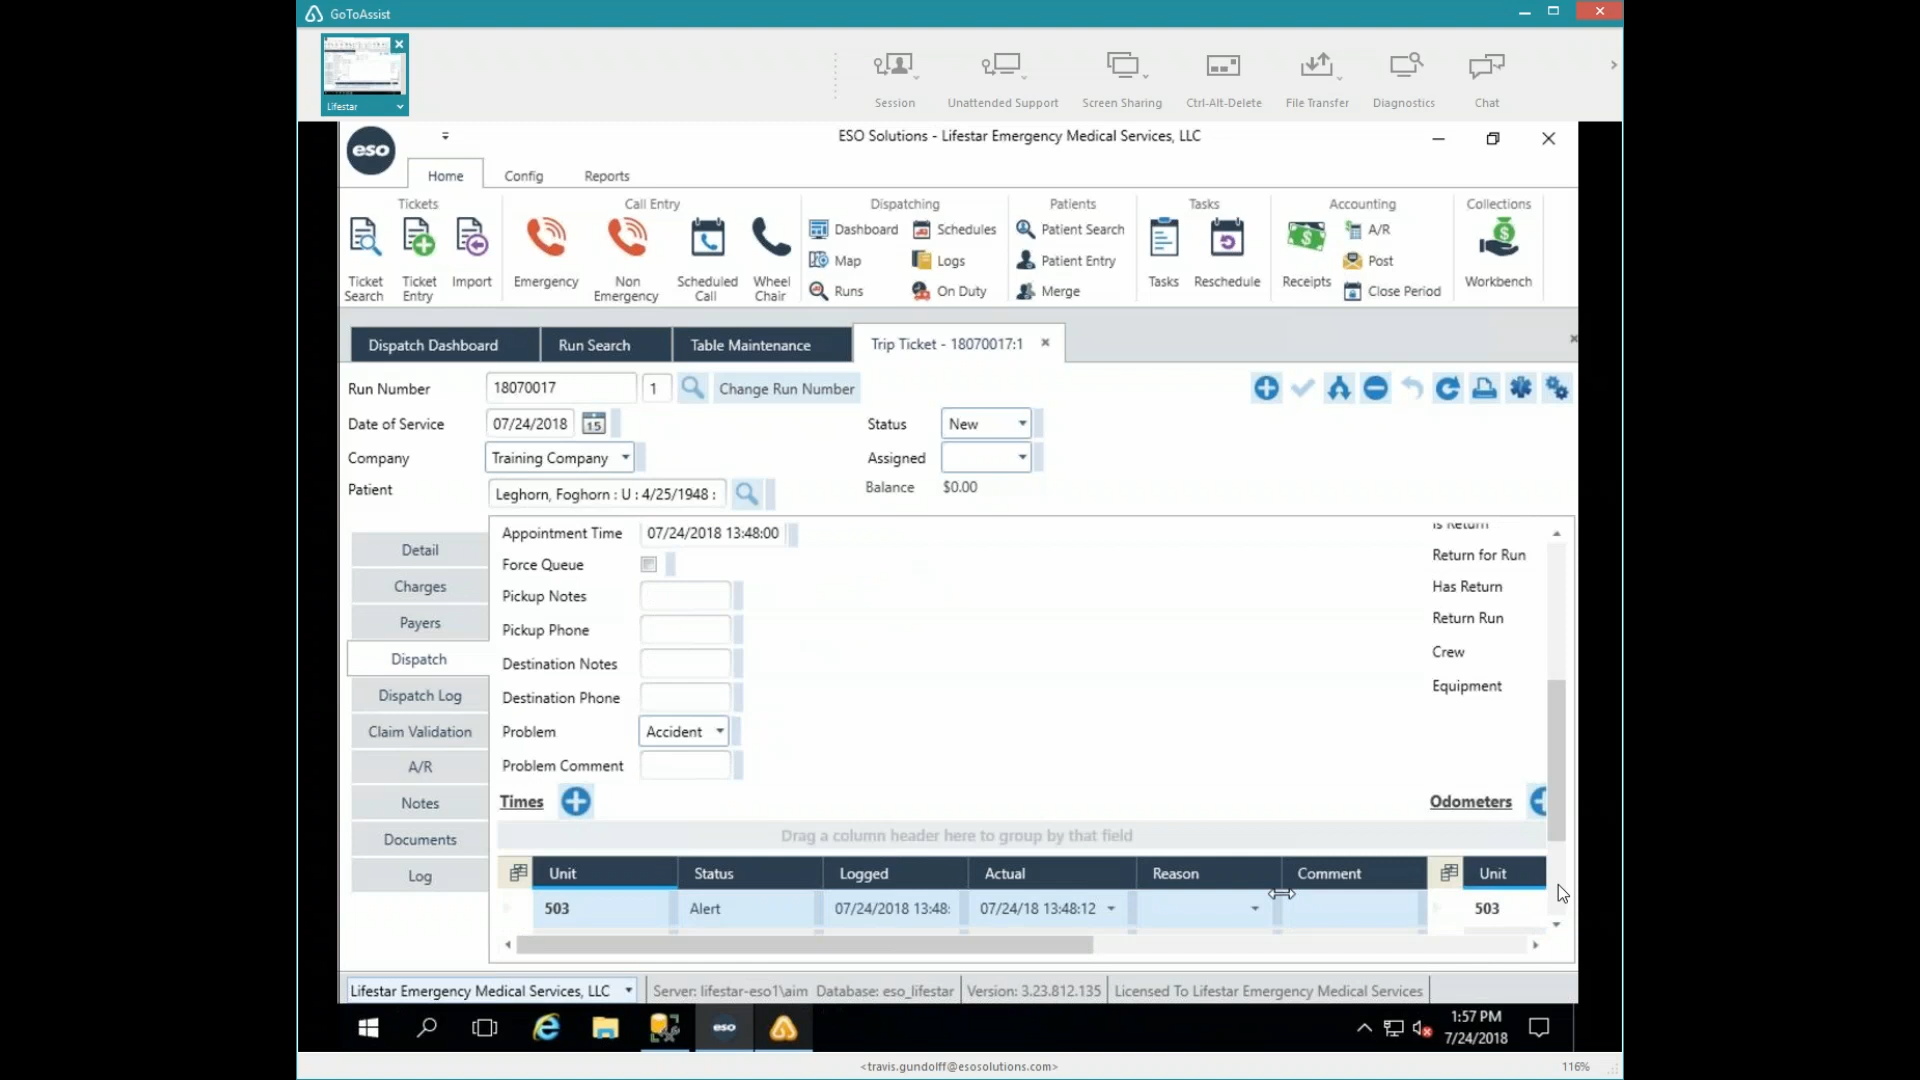 GoToAssist
Lifestar
Session
Unattended Support
Screen Sharing
Ctrl-Alt-Delete
File Transfer
Diagnostics
Chat
eso
ESO Solutions - Lifestar Emergency Medical Services, LLC
Home
Config
Reports
Tickets
Call Entry
Dispatching
Patients
Tasks
Accounting
Collections
Ticket Search
Ticket Entry
Import
Emergency
Non Emergency
Scheduled Call
Wheel Chair
Dashboard
Schedules
Map
Logs
Runs
On Duty
Patient Search
Patient Entry
Merge
Tasks
Reschedule
Receipts
A/R
Post
Close Period
Workbench
Dispatch Dashboard
Run Search
Table Maintenance
Trip Ticket - 18070017:1
Run Number 18070017 1 Change Run Number
Date of Service 07/24/2018 15 Status New
Company Training Company Assigned
Patient Leghorn, Foghorn : U : 4/25/1948 : Balance $0.00
Detail
Charges
Payers
Dispatch
Dispatch Log
Claim Validation
A/R
Notes
Documents
Log
Appointment Time 07/24/2018 13:48:00 Is Return
Force Queue Return for Run
Pickup Notes Has Return
Pickup Phone Return Run
Destination Notes Crew
Destination Phone Equipment
Problem Accident
Problem Comment
Times Odometers
Drag a column header here to group by that field
Unit Status Logged Actual Reason Comment Unit
503 Alert 07/24/2018 13:48: 07/24/18 13:48:12 503
Lifestar Emergency Medical Services, LLC Server: lifestar-eso1\aim Database: eso_lifestar Version: 3.23.812.135 Licensed To Lifestar Emergency Medical Services
eso
1:57 PM
7/24/2018
<travis.gundolff@esosolutions.com> 116%